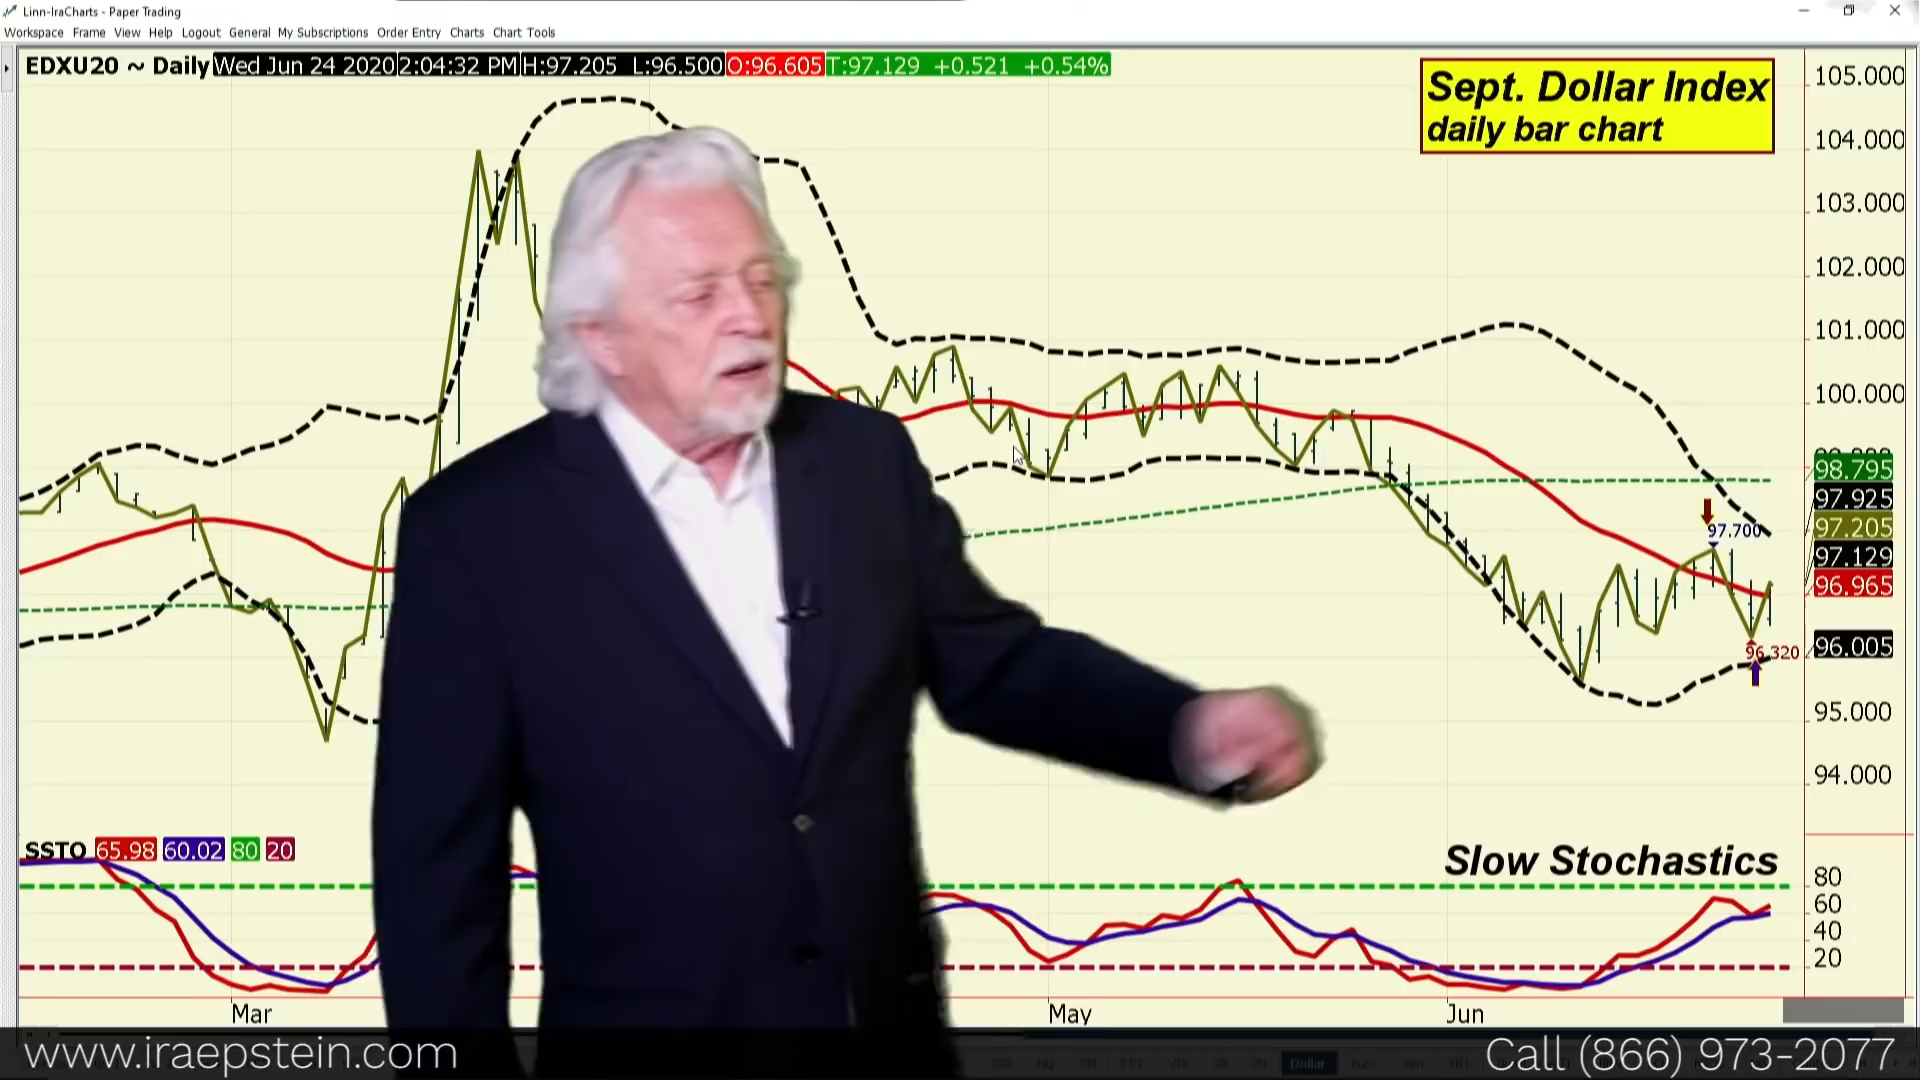 Linn-IraCharts - Paper Trading
Workspace Frame View Help Logout General My Subscriptions Order Entry Charts Chart Tools
EDXU20 ~ Daily Wed Jun 24 2020 2:04:32 PM H:97.205 L:96.500 O:96.605 T:97.129 +0.521 +0.54%
Sept. Dollar Index
daily bar chart
105.000
104.000
103.000
102.000
101.000
100.000
98.795
97.925
97.205
97.129
96.965
96.005
95.000
94.000
97.700
96.320
SSTO 65.98 60.02 80 20
Slow Stochastics
80
60
40
20
Mar May Jun
www.iraepstein.com
Call (866) 973-2077
Dollar